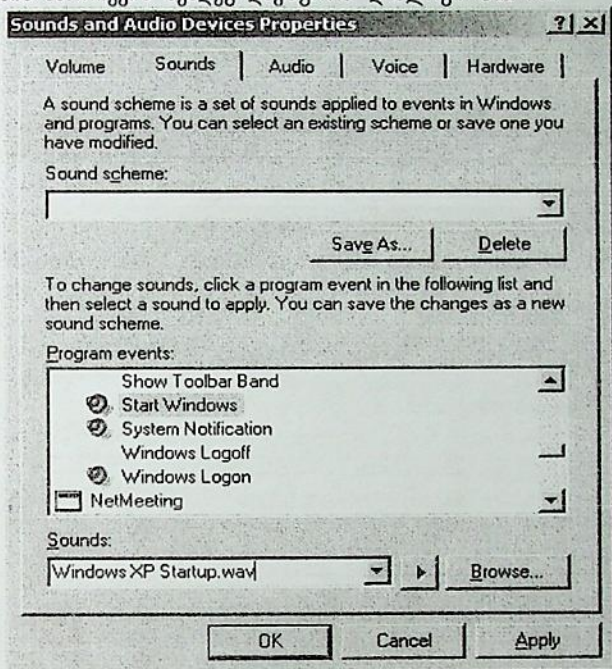 Sounds and Audio Devices Properties
Volume Sounds Audio Voice Hardware
A sound scheme is a set of sounds applied to events in Windows
and programs. You can select an existing scheme or save one you
have modified.
Sound scheme:
Save As... Delete
To change sounds, click a program event in the following list and
then select a sound to apply. You can save the changes as a new
sound scheme.
Program events:
Show Toolbar Band
Start Windows
System Notification
Windows Logoff
Windows Logon
NetMeeting
Sounds:
Windows XP Startup.wav Browse...
OK Cancel Apply